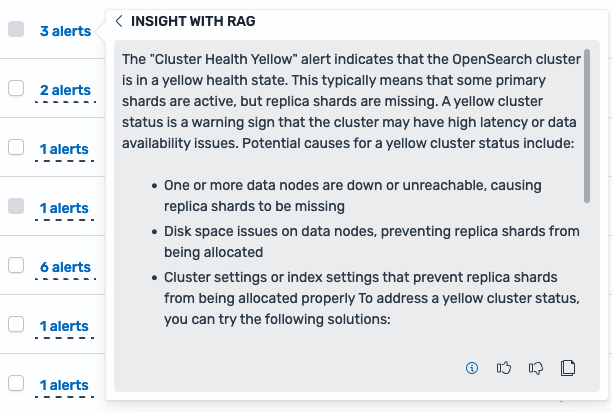 INSIGHT WITH RAG
3 alerts
The "Cluster Health Yellow" alert indicates that the OpenSearch cluster
is in a yellow health state. This typically means that some primary
shards are active, but replica shards are missing. A yellow cluster
status is a warning sign that the cluster may have high latency or data
availability issues. Potential causes for a yellow cluster status include:
2 alerts
1 alerts
• One or more data nodes are down or unreachable, causing
replica shards to be missing
1 alerts
• Disk space issues on data nodes, preventing replica shards from
being allocated
6 alerts
• Cluster settings or index settings that prevent replica shards
from being allocated properly To address a yellow cluster status,
you can try the following solutions:
1 alerts
1 alerts